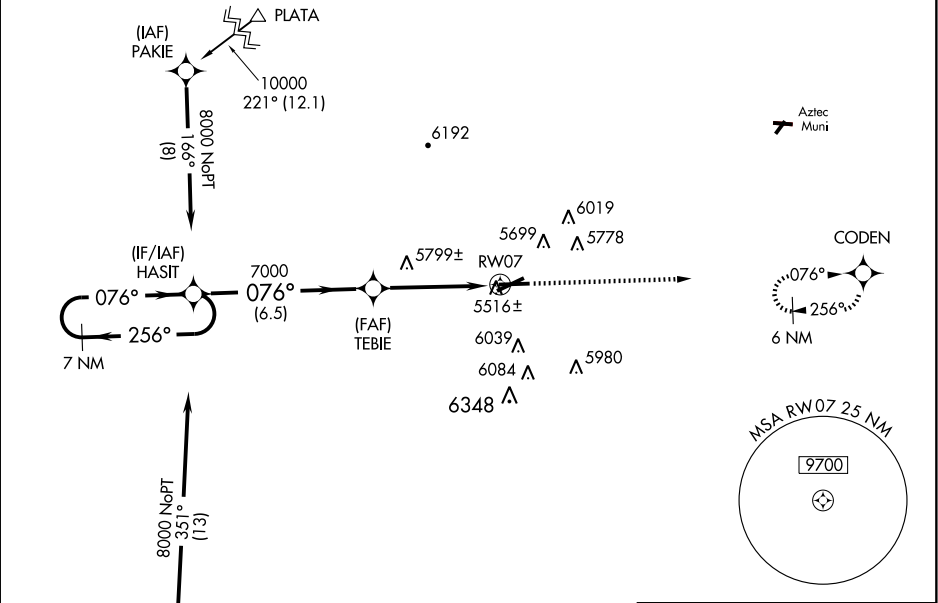 PLATA
(IAF)
PAKIE
10000
221° (12.1)
8000 NoPT
166°
(8)
6192
Aztec
Muni
6019
5699
5778
5799±
RW07
5516±
CODEN
076°
256°
6 NM
(IF/IAF)
HASIT
076°
256°
7 NM
7000
076°
(6.5)
(FAF)
TEBIE
6039
6084
5980
6348
8000 NoPT
351°
(13)
MSA RW07 25 NM
9700